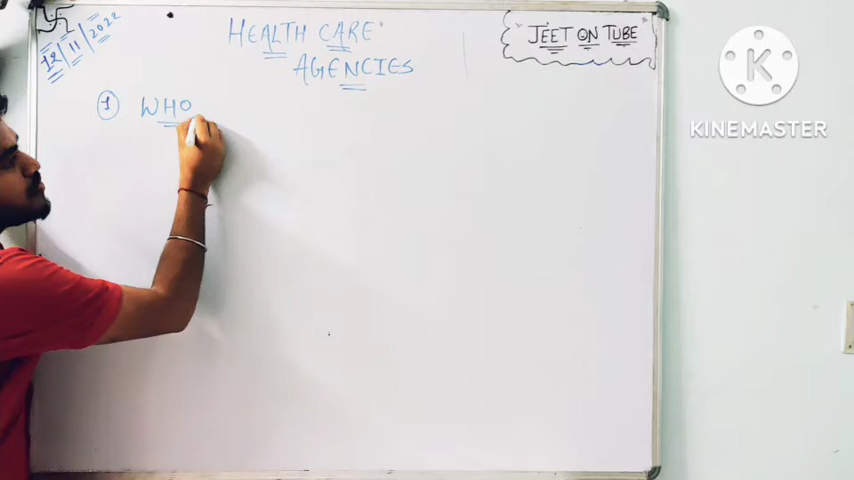 12/11/2022
HEALTH CARE
AGENCIES
JEET ON TUBE
1 WHO
K
KINEMASTER